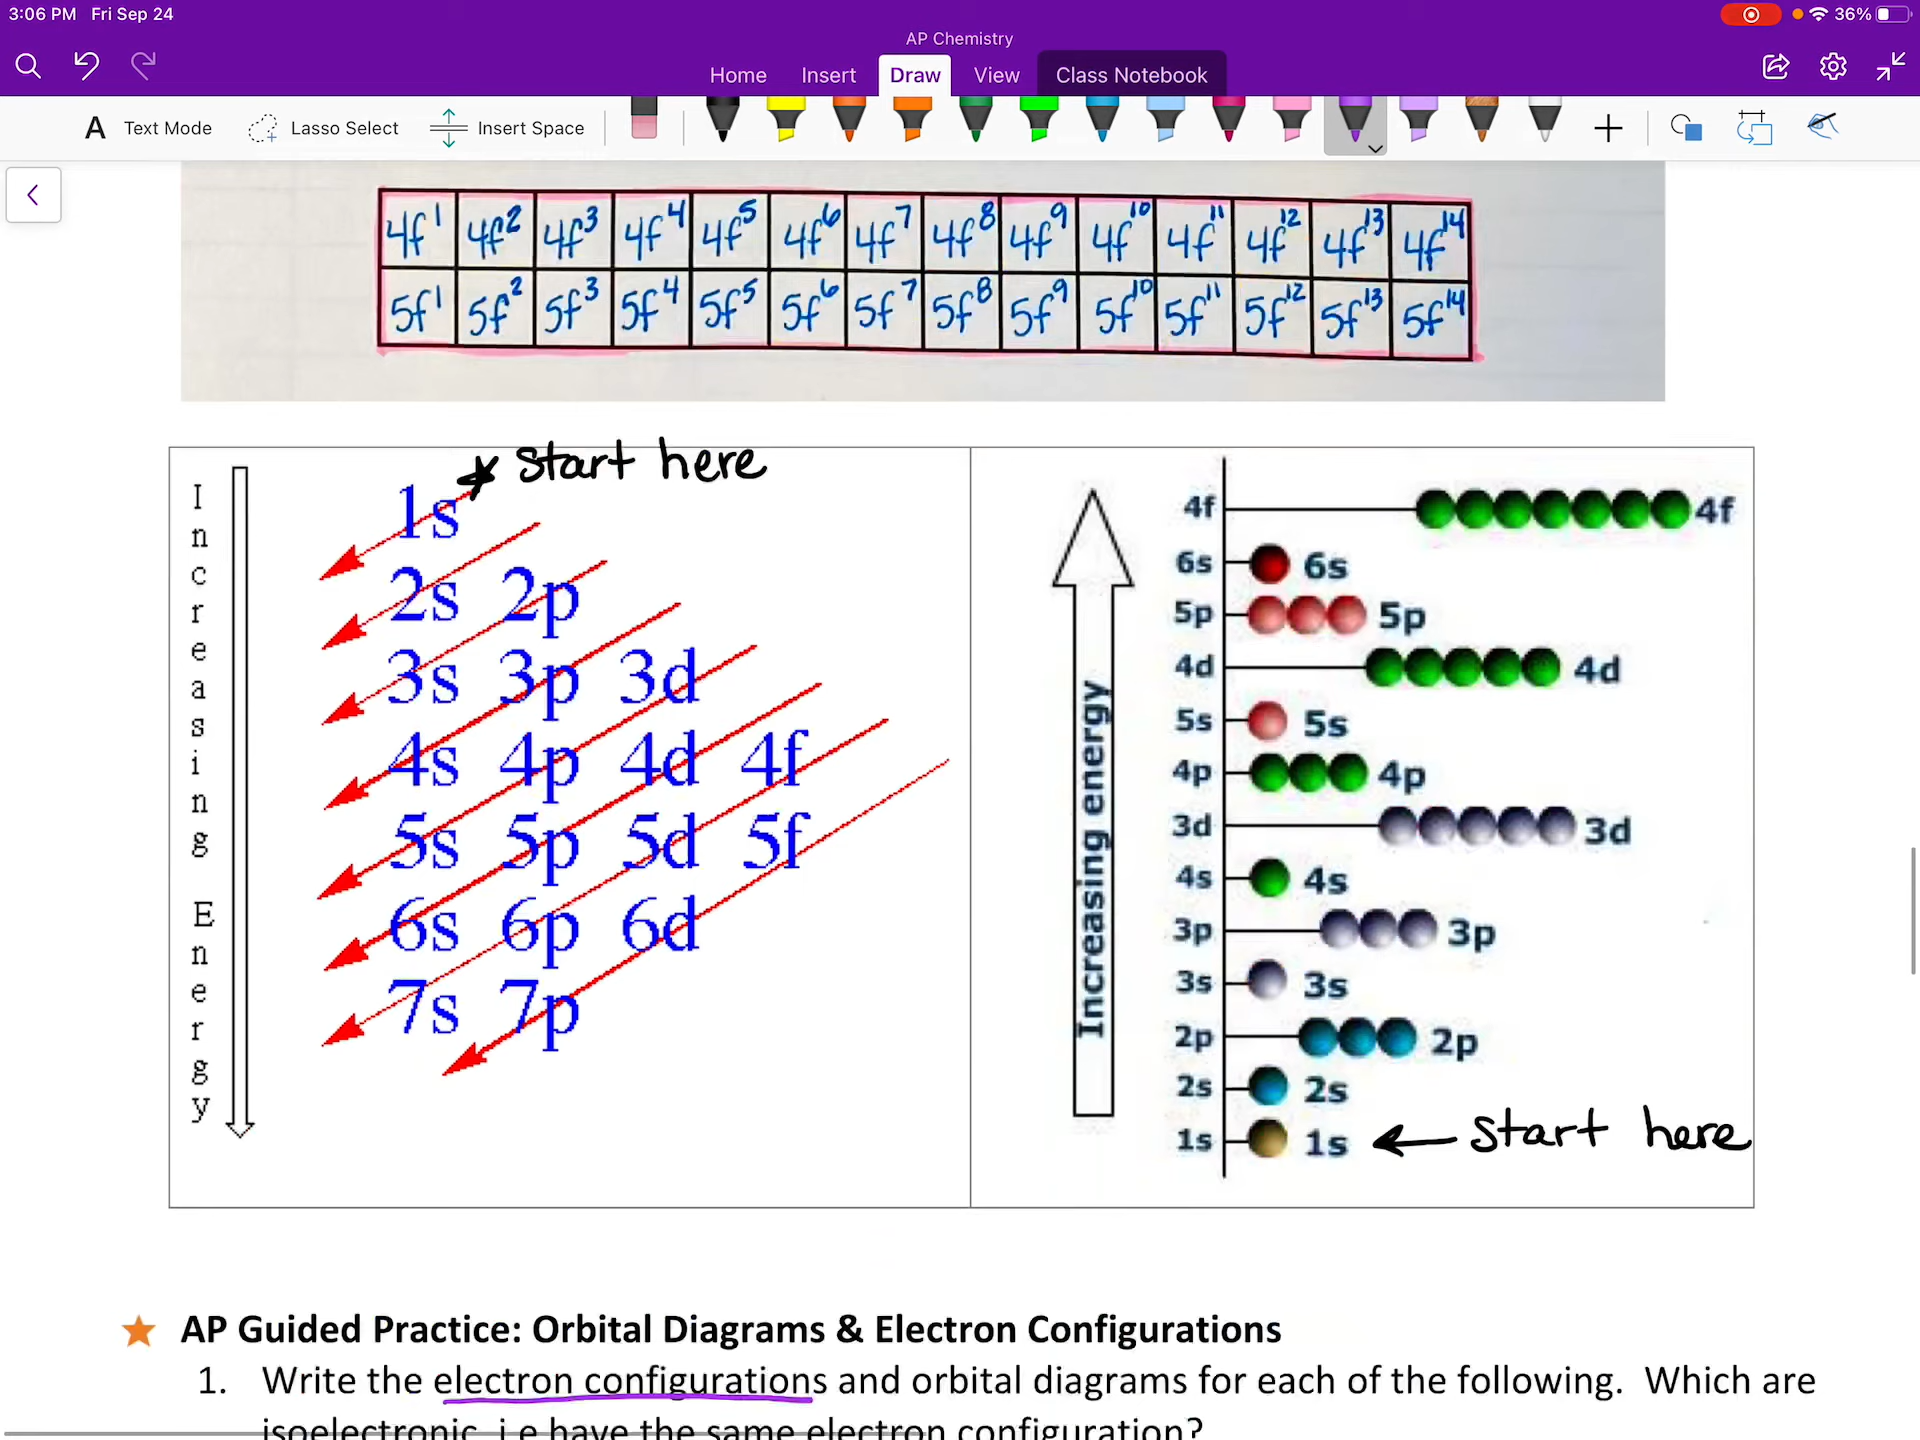 3:06 PM Fri Sep 24
36%
AP Chemistry
Home Insert Draw View Class Notebook
A Text Mode Lasso Select Insert Space
4f¹ 4f² 4f³ 4f⁴ 4f⁵ 4f⁶ 4f⁷ 4f⁸ 4f⁹ 4f¹⁰ 4f¹¹ 4f¹² 4f¹³ 4f¹⁴
5f¹ 5f² 5f³ 5f⁴ 5f⁵ 5f⁶ 5f⁷ 5f⁸ 5f⁹ 5f¹⁰ 5f¹¹ 5f¹² 5f¹³ 5f¹⁴
Increasing Energy
start here
1s
2s 2p
3s 3p 3d
4s 4p 4d 4f
5s 5p 5d 5f
6s 6p 6d
7s 7p
Increasing energy
4f 4f
6s 6s
5p 5p
4d 4d
5s 5s
4p 4p
3d 3d
4s 4s
3p 3p
3s 3s
2p 2p
2s 2s
1s 1s ← start here
AP Guided Practice: Orbital Diagrams & Electron Configurations
1. Write the electron configurations and orbital diagrams for each of the following. Which are
isoelectronic, i.e have the same electron configuration?